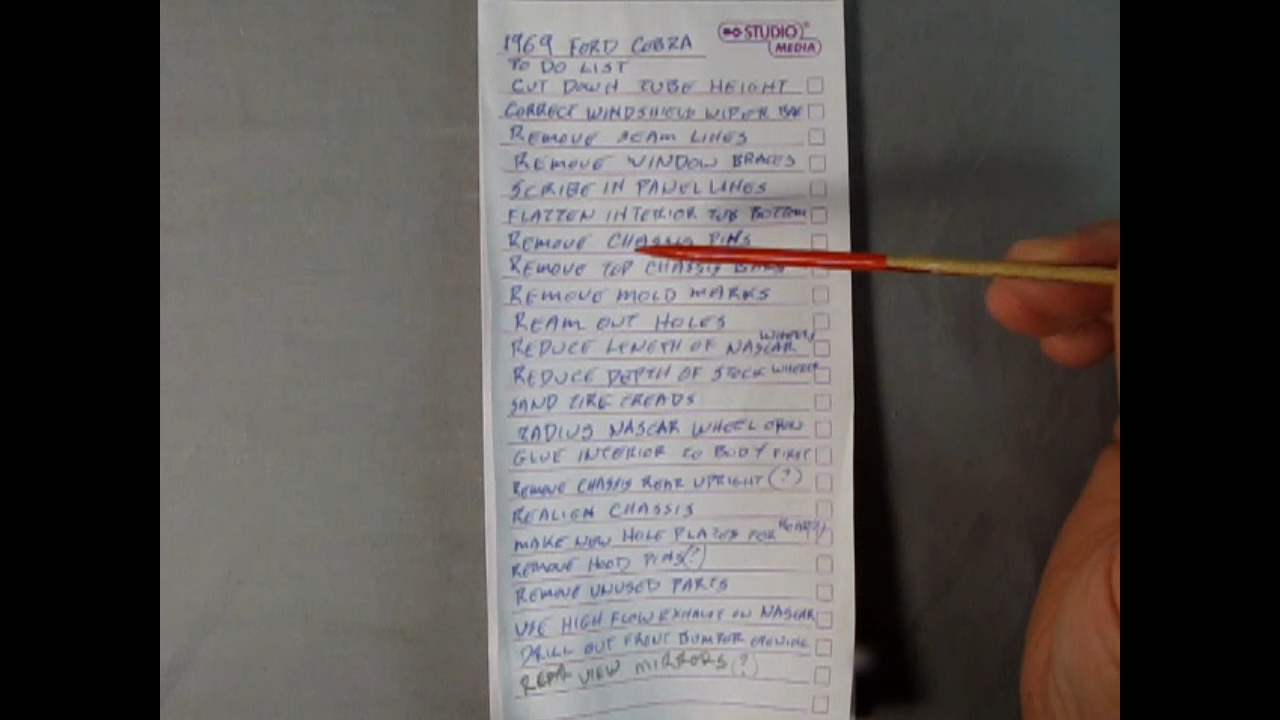 1969 FORD COBRA
STUDIO
MEDIA
TO DO LIST
CUT DOWN TUBE HEIGHT
CORRECT WINDSHIELD WIPER BAR
REMOVE SEAM LINES
REMOVE WINDOW BRACES
SCRIBE IN PANEL LINES
FLATTEN INTERIOR TUB BOTTOM
REMOVE CHASSIS PINS
REMOVE TOP CHASSIS
REMOVE MOLD MARKS
REAM OUT HOLES
REDUCE LENGTH OF NASCAR WHEELS
REDUCE DEPTH OF STOCK WHEELS
SAND TIRE TREADS
RADIUS NASCAR WHEEL OPEN
GLUE INTERIOR TO BODY FIRST
REMOVE CHASSIS REAR UPRIGHT (?)
REALIGN CHASSIS
MAKE NEW HOLE PLATES FOR REAR(?)
REMOVE HOOD PINS(?)
REMOVE UNUSED PARTS
USE HIGH FLOW EXHAUST ON NASCAR
DRILL OUT FRONT BUMPER
REAR VIEW MIRRORS (?)